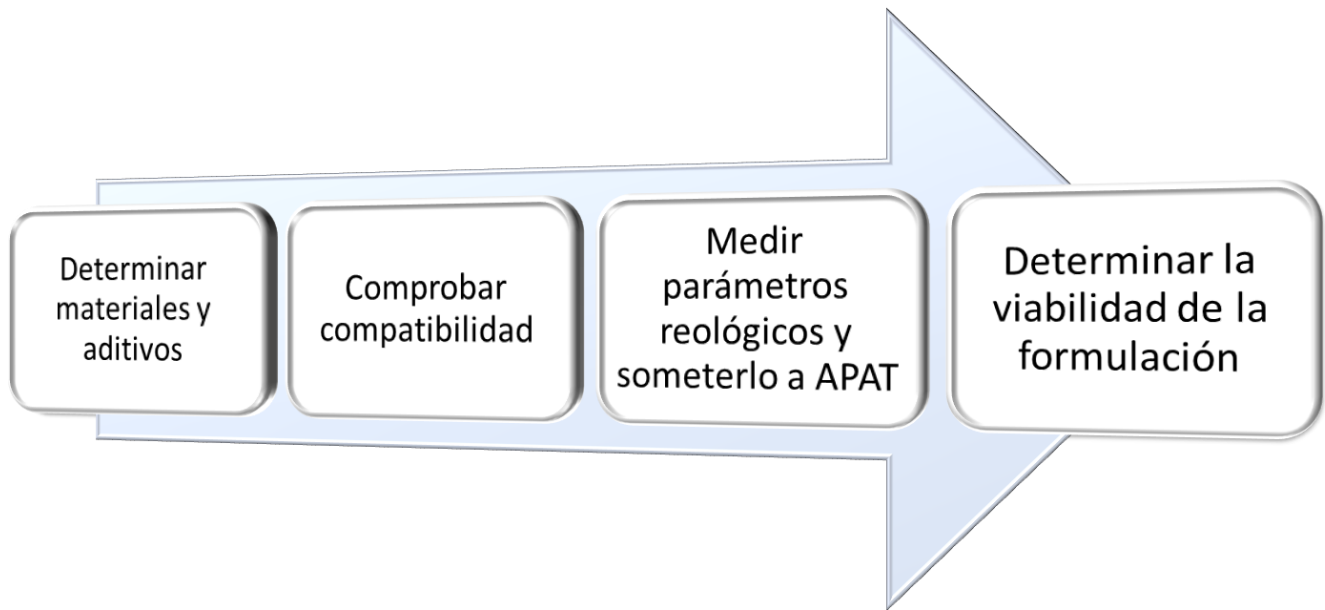 Determinar
materiales y
aditivos
Comprobar
compatibilidad
Medir
parámetros
reológicos y
someterlo a APAT
Determinar la
viabilidad de la
formulación